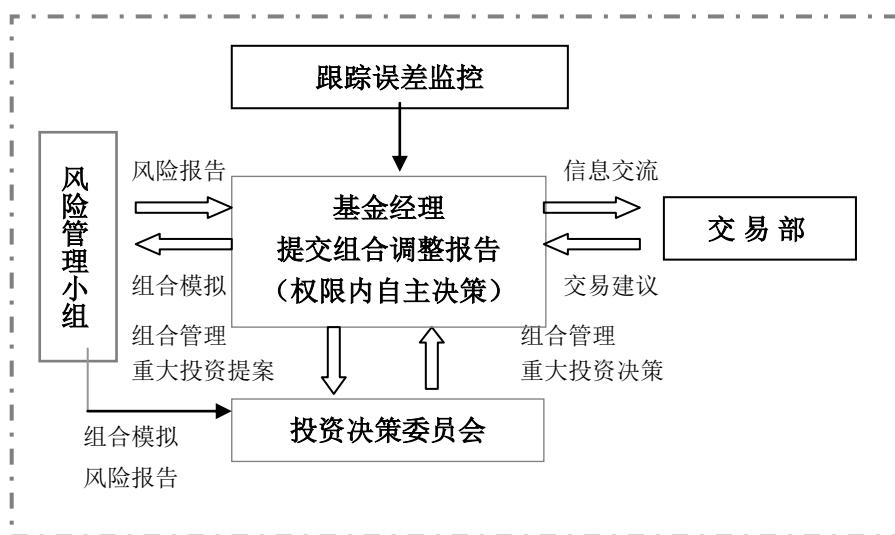 跟踪误差监控
风险管理小组
风险报告
组合模拟
基金经理
提交组合调整报告
（权限内自主决策）
信息交流
交易建议
交易部
组合管理
重大投资提案
组合管理
重大投资决策
组合模拟
风险报告
投资决策委员会